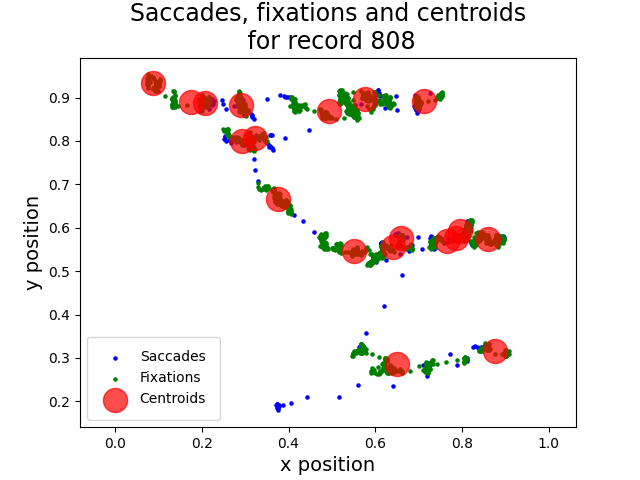 Saccades, fixations and centroids
for record 808
y position
0.9
0.8
0.7
0.6
0.5
0.4
0.3
0.2
Saccades
Fixations
Centroids
0.0 0.2 0.4 0.6 0.8 1.0
x position